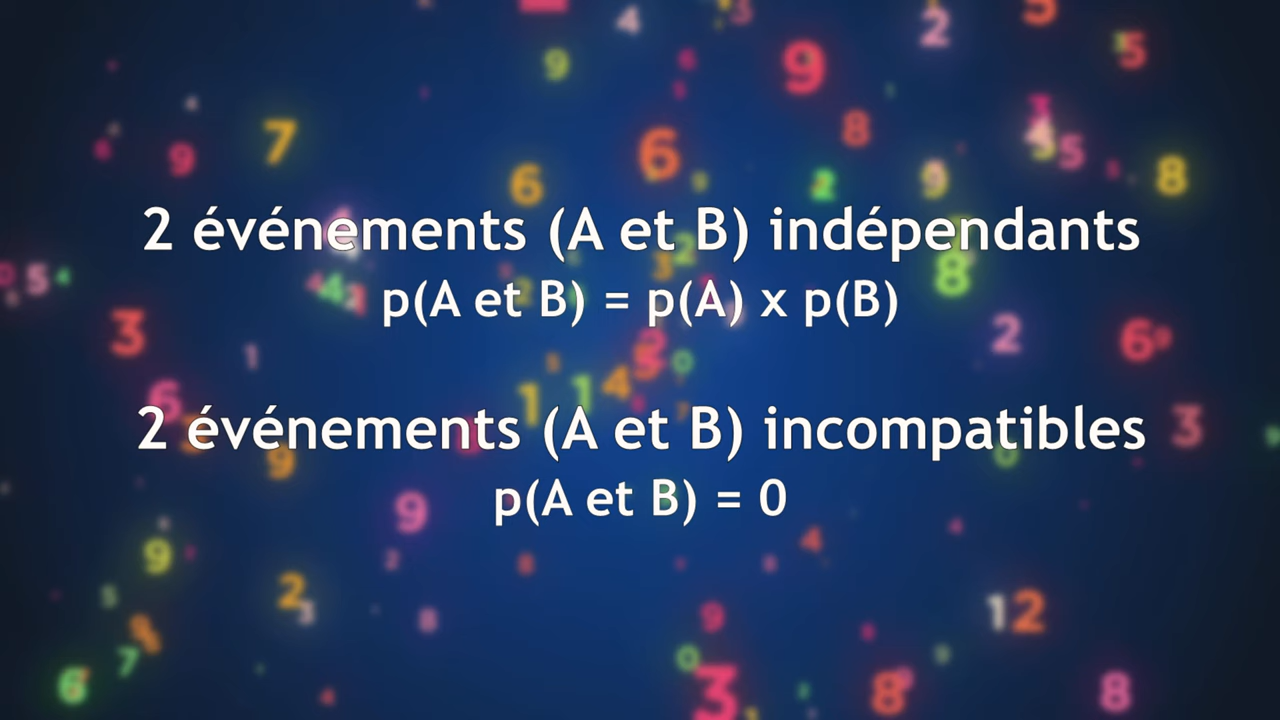 2 événements (A et B) indépendants
p(A et B) = p(A) x p(B)
2 événements (A et B) incompatibles
p(A et B) = 0